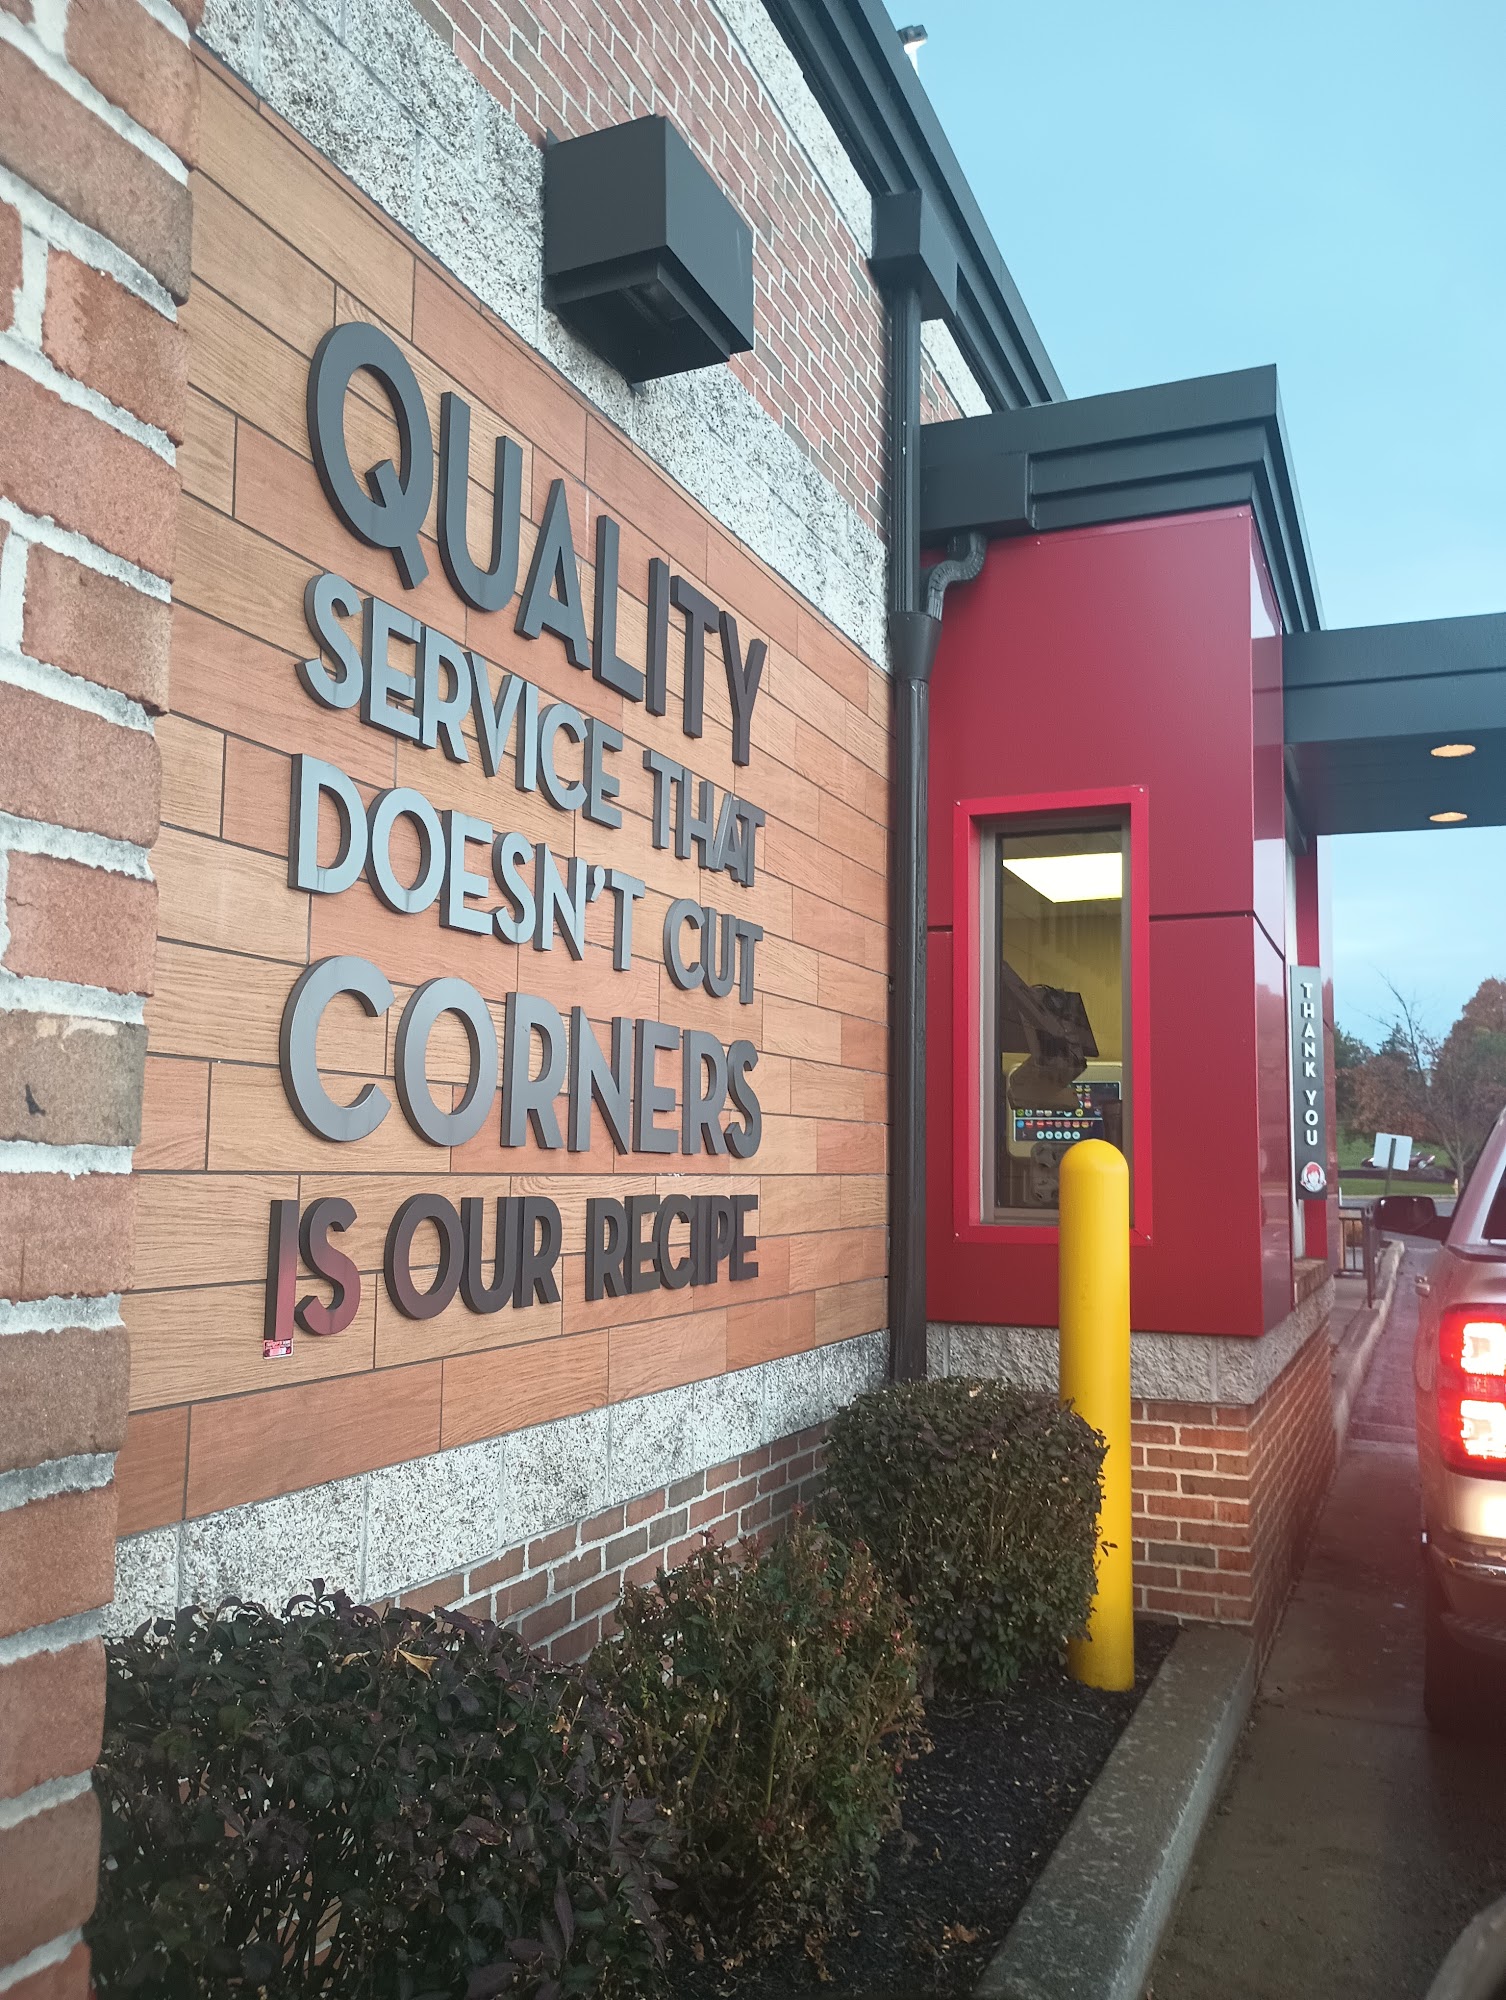 QUALITY
SERVICE THAT
DOESN'T CUT
CORNERS
IS OUR RECIPE
THANK YOU